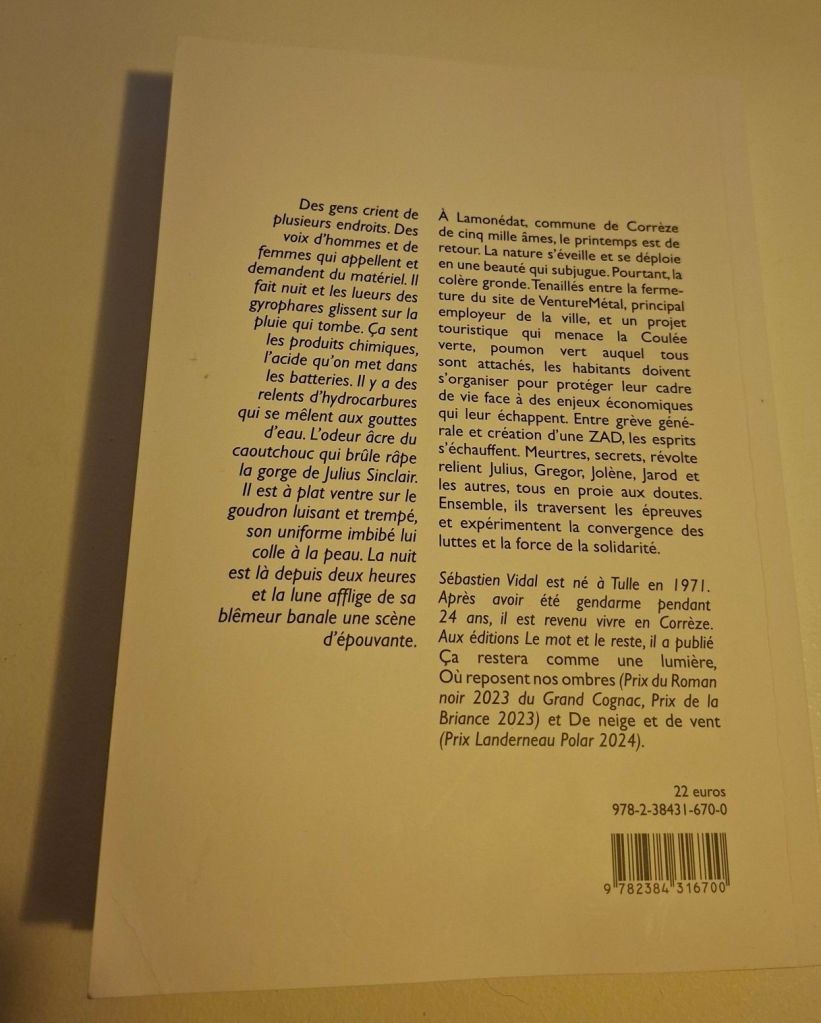 Des gens crient de
plusieurs endroits. Des
voix d'hommes et de
femmes qui appellent et
demandent du matériel. Il
fait nuit et les lueurs des
gyrophares glissent sur la
pluie qui tombe. Ça sent
les produits chimiques,
l'acide qu'on met dans
les batteries. Il y a des
relents d'hydrocarbures
qui se mêlent aux gouttes
d'eau. L'odeur âcre du
caoutchouc qui brûle râpe
la gorge de Julius Sinclair.
Il est à plat ventre sur le
goudron luisant et trempé,
son uniforme imbibé lui
colle à la peau. La nuit
est là depuis deux heures
et la lune afflige de sa
blêmeur banale une scène
d'épouvante.
À Lamonédat, commune de Corrèze
de cinq mille âmes, le printemps est de
retour. La nature s'éveille et se déploie
en une beauté qui subjugue. Pourtant, la
colère gronde. Tenaillés entre la ferme-
ture du site de VentureMétal, principal
employeur de la ville, et un projet
touristique qui menace la Coulée
verte, poumon vert auquel tous
sont attachés, les habitants doivent
s'organiser pour protéger leur cadre
de vie face à des enjeux économiques
qui leur échappent. Entre grève géné-
rale et création d'une ZAD, les esprits
s'échauffent. Meurtres, secrets, révolte
relient Julius, Gregor, Jolène, Jarod et
les autres, tous en proie aux doutes.
Ensemble, ils traversent les épreuves
et expérimentent la convergence des
luttes et la force de la solidarité.
Sébastien Vidal est né à Tulle en 1971.
Après avoir été gendarme pendant
24 ans, il est revenu vivre en Corrèze.
Aux éditions Le mot et le reste, il a publié
Ça restera comme une lumière,
Où reposent nos ombres (Prix du Roman
noir 2023 du Grand Cognac, Prix de la
Briance 2023) et De neige et de vent
(Prix Landerneau Polar 2024).
22 euros
978-2-38431-670-0
9 782384 316700